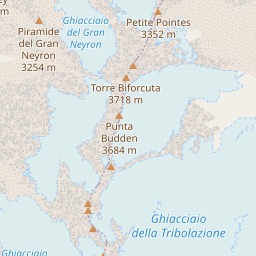 Petite Pointes
3352 m
Ghiacciaio
del Gran
Neyron
Piramide
del Gran
Neyron
3254 m
Torre Biforcuta
3718 m
Punta
Budden
3684 m
Ghiacciaio
della Tribolazione
Ghiacciaio